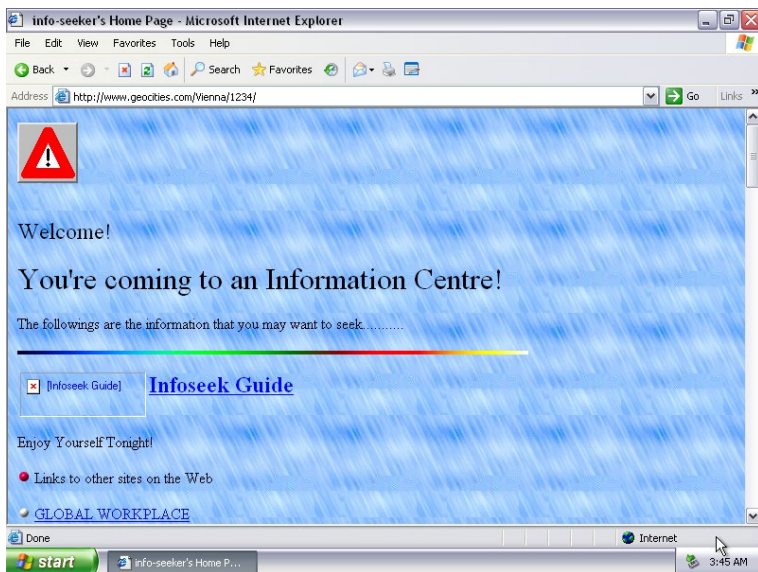 info-seeker's Home Page - Microsoft Internet Explorer
File Edit View Favorites Tools Help
Back Search Favorites
Address http://www.geocities.com/Vienna/1234/ Go Links »
Welcome!
You're coming to an Information Centre!
The followings are the information that you may want to seek..........
[Infoseek Guide] Infoseek Guide
Enjoy Yourself Tonight!
Links to other sites on the Web
GLOBAL WORKPLACE
Done Internet
start info-seeker's Home P... 3:45 AM